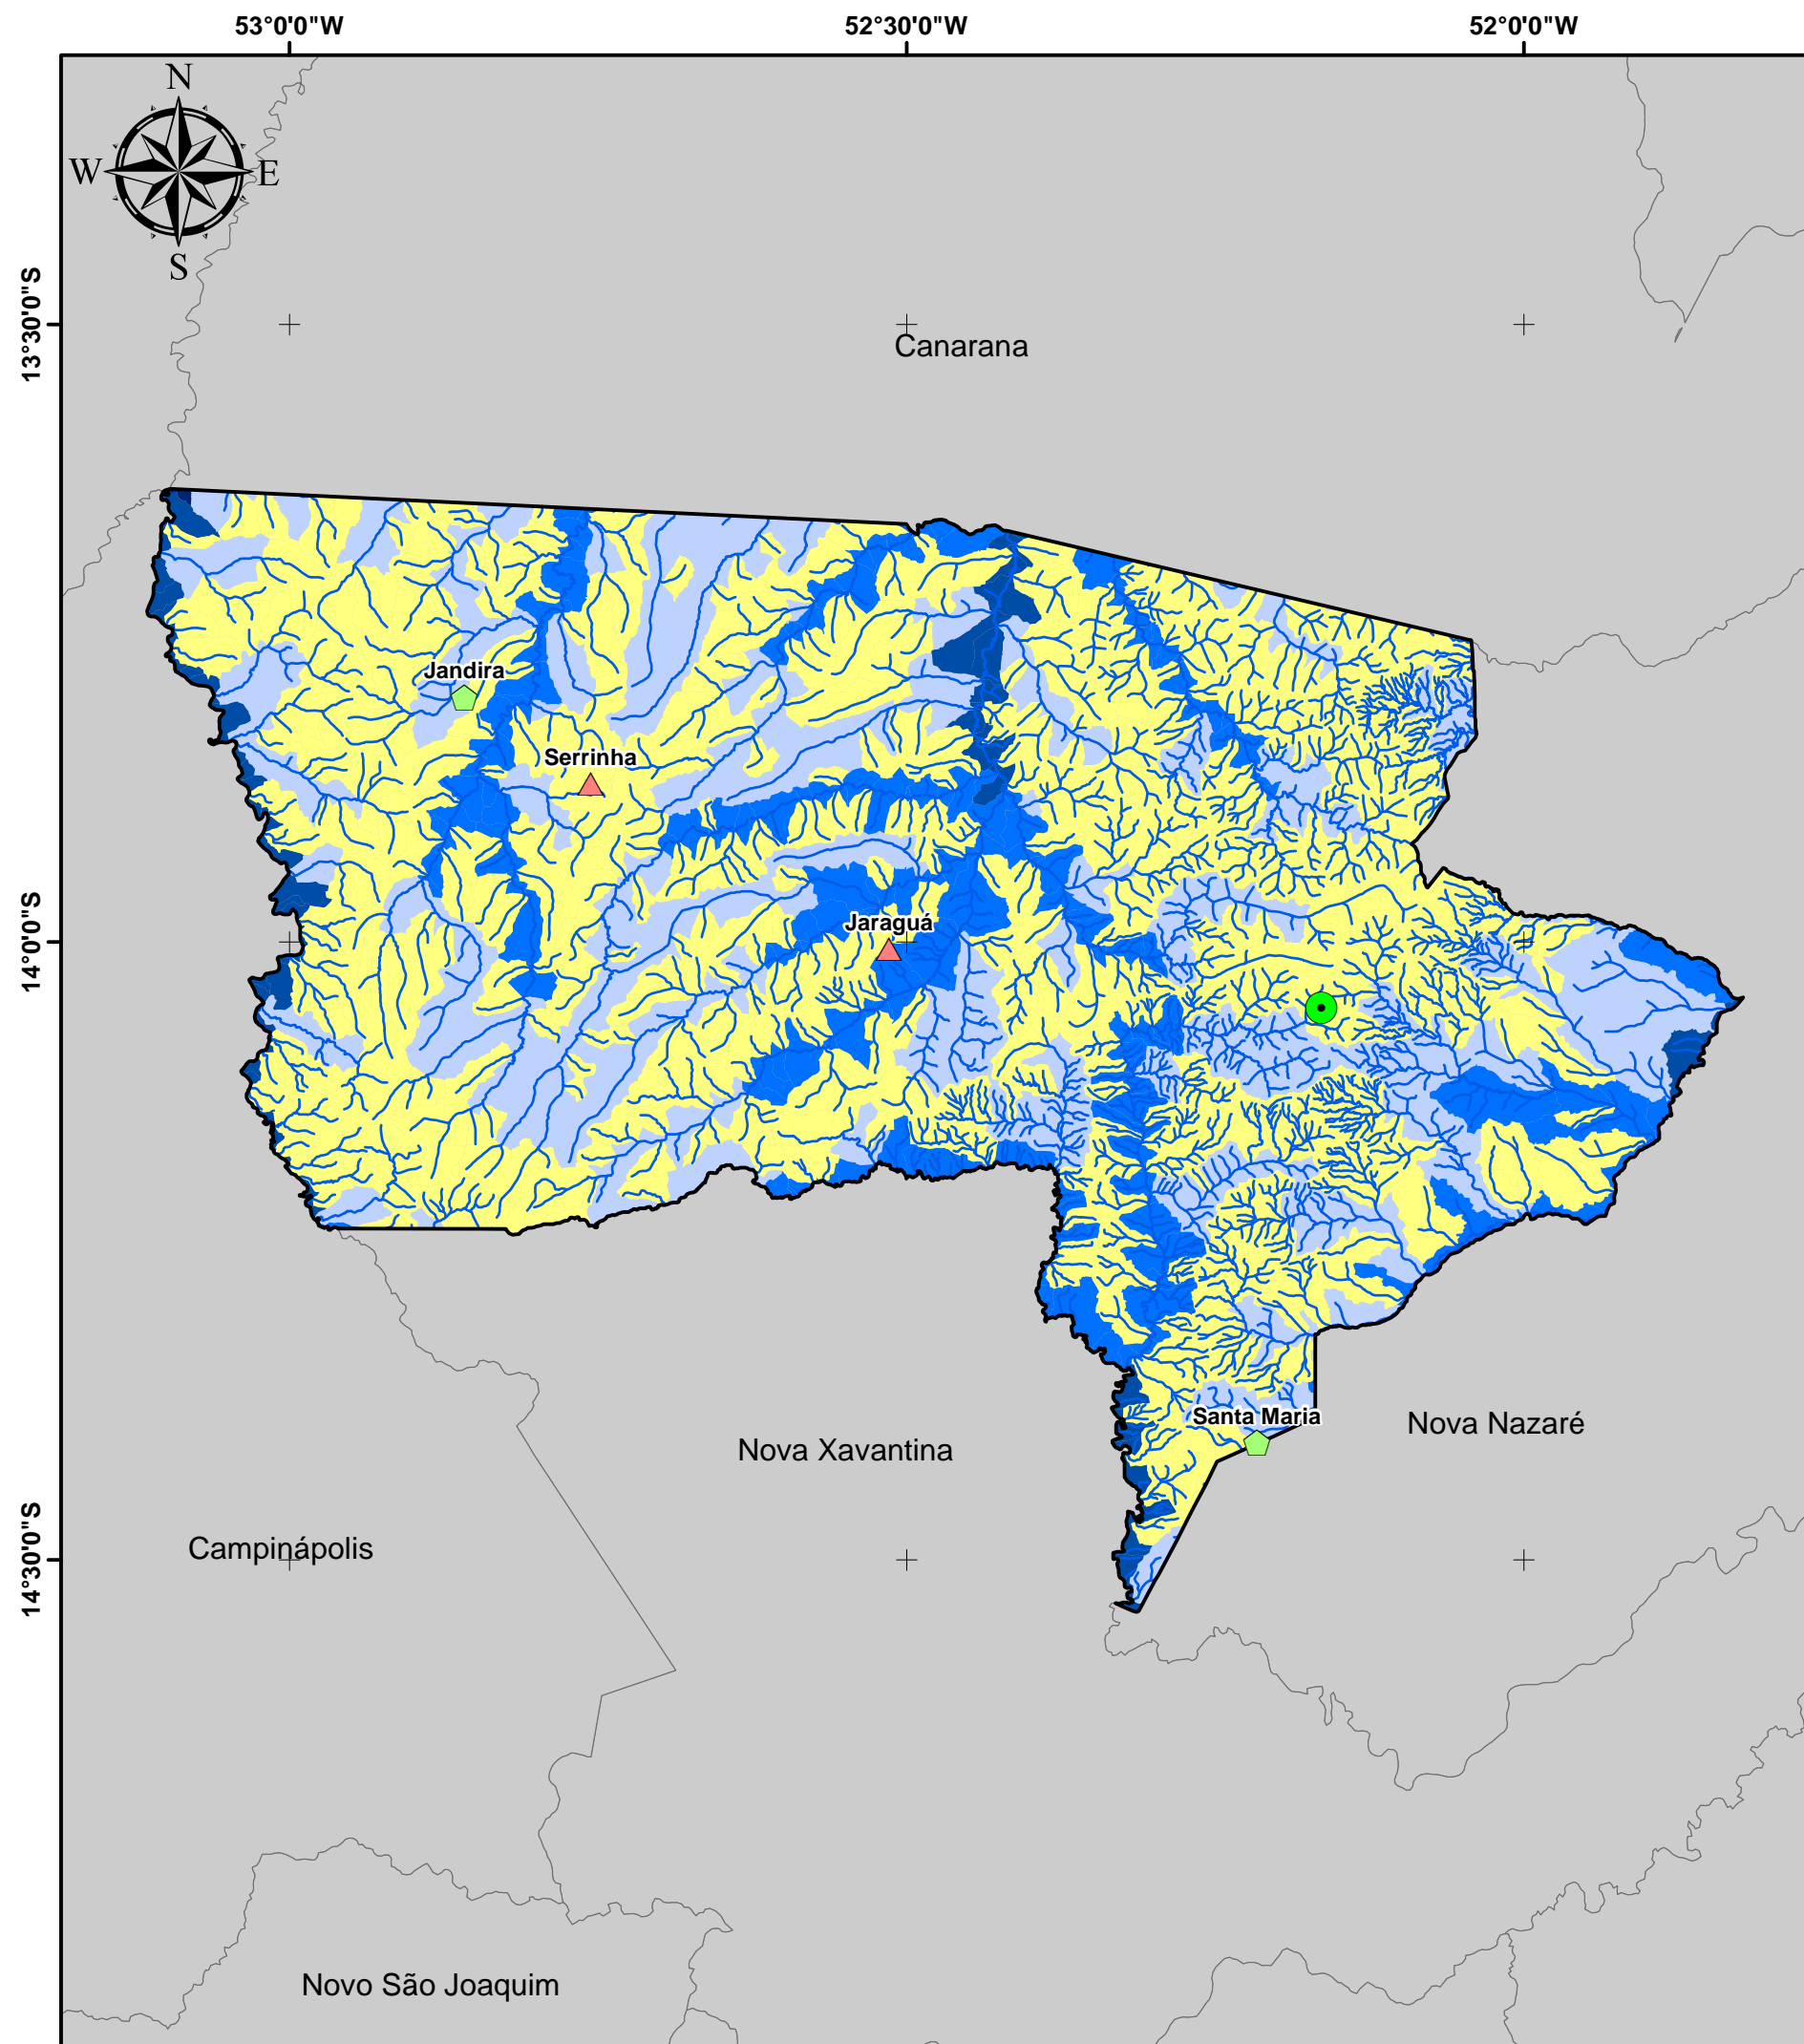 53°0'0"W
52°30'0"W
52°0'0"W
N
W
E
S
13°30'0"S
Canarana
Jandira
Serrinha
Jaraguá
14°0'0"S
Santa Maria
Nova Nazaré
Nova Xavantina
14°30'0"S
Campinápolis
Novo São Joaquim